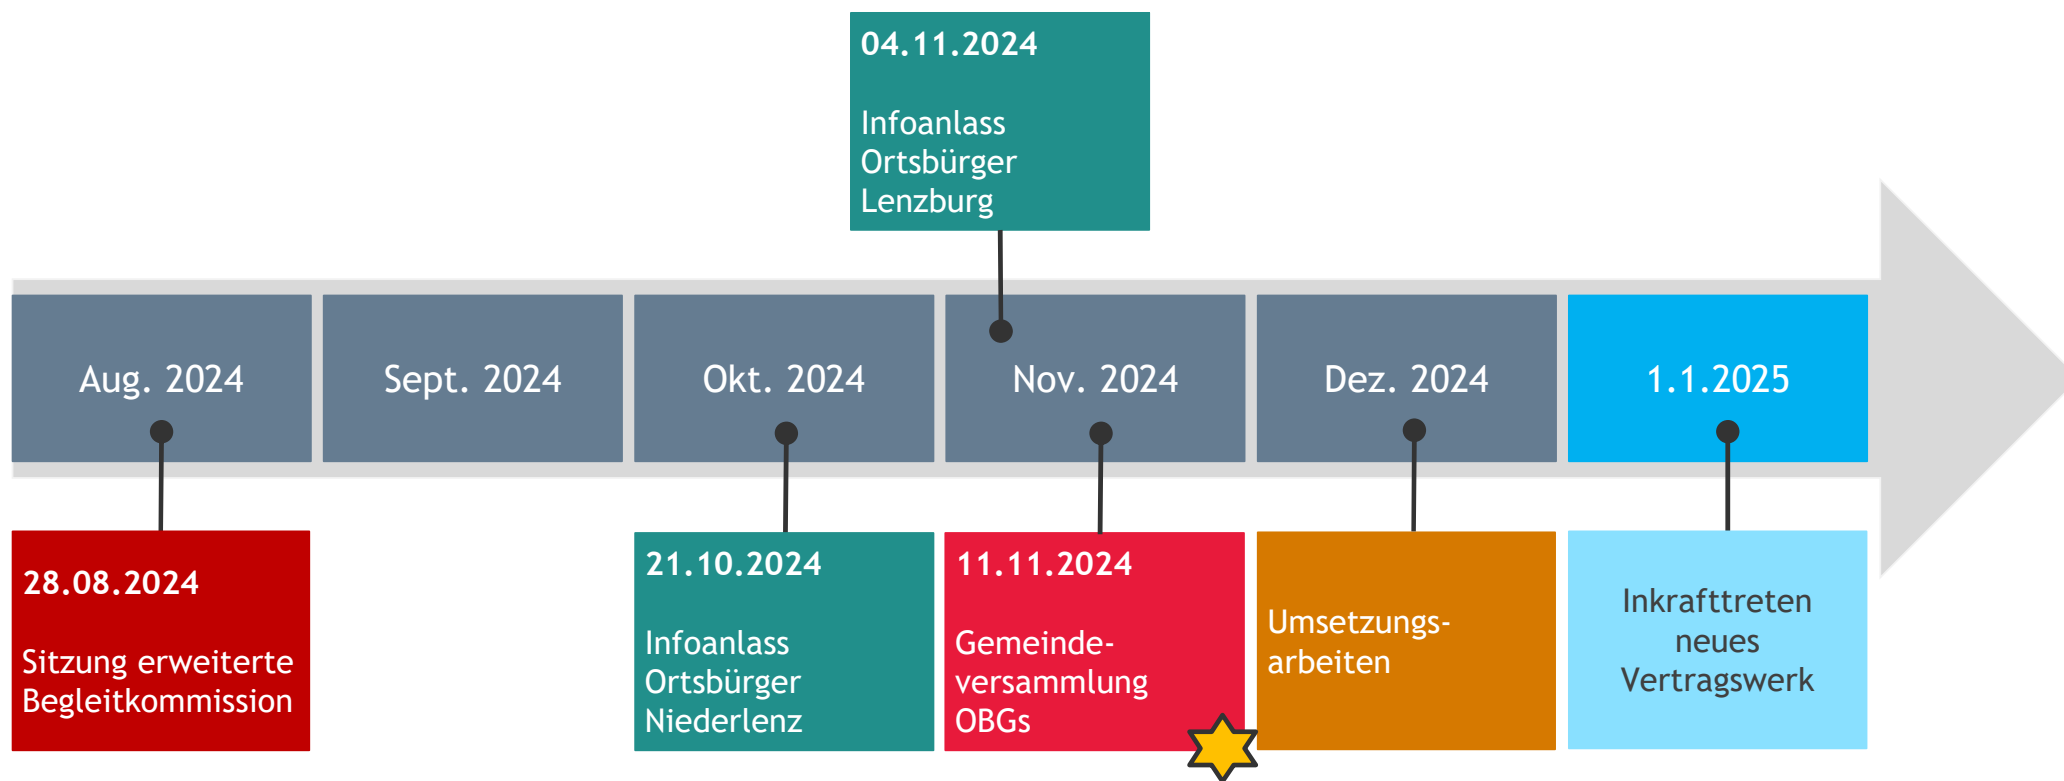 04.11.2024
Infoanlass
Ortsbürger
Lenzburg
Aug. 2024
Sept. 2024
Okt. 2024
Nov. 2024
Dez. 2024
1.1.2025
28.08.2024
Sitzung erweiterte
Begleitkommission
21.10.2024
Infoanlass
Ortsbürger
Niederlenz
11.11.2024
Gemeinde-
versammlung
OBGs
Umsetzungs-
arbeiten
Inkrafttreten
neues
Vertragswerk